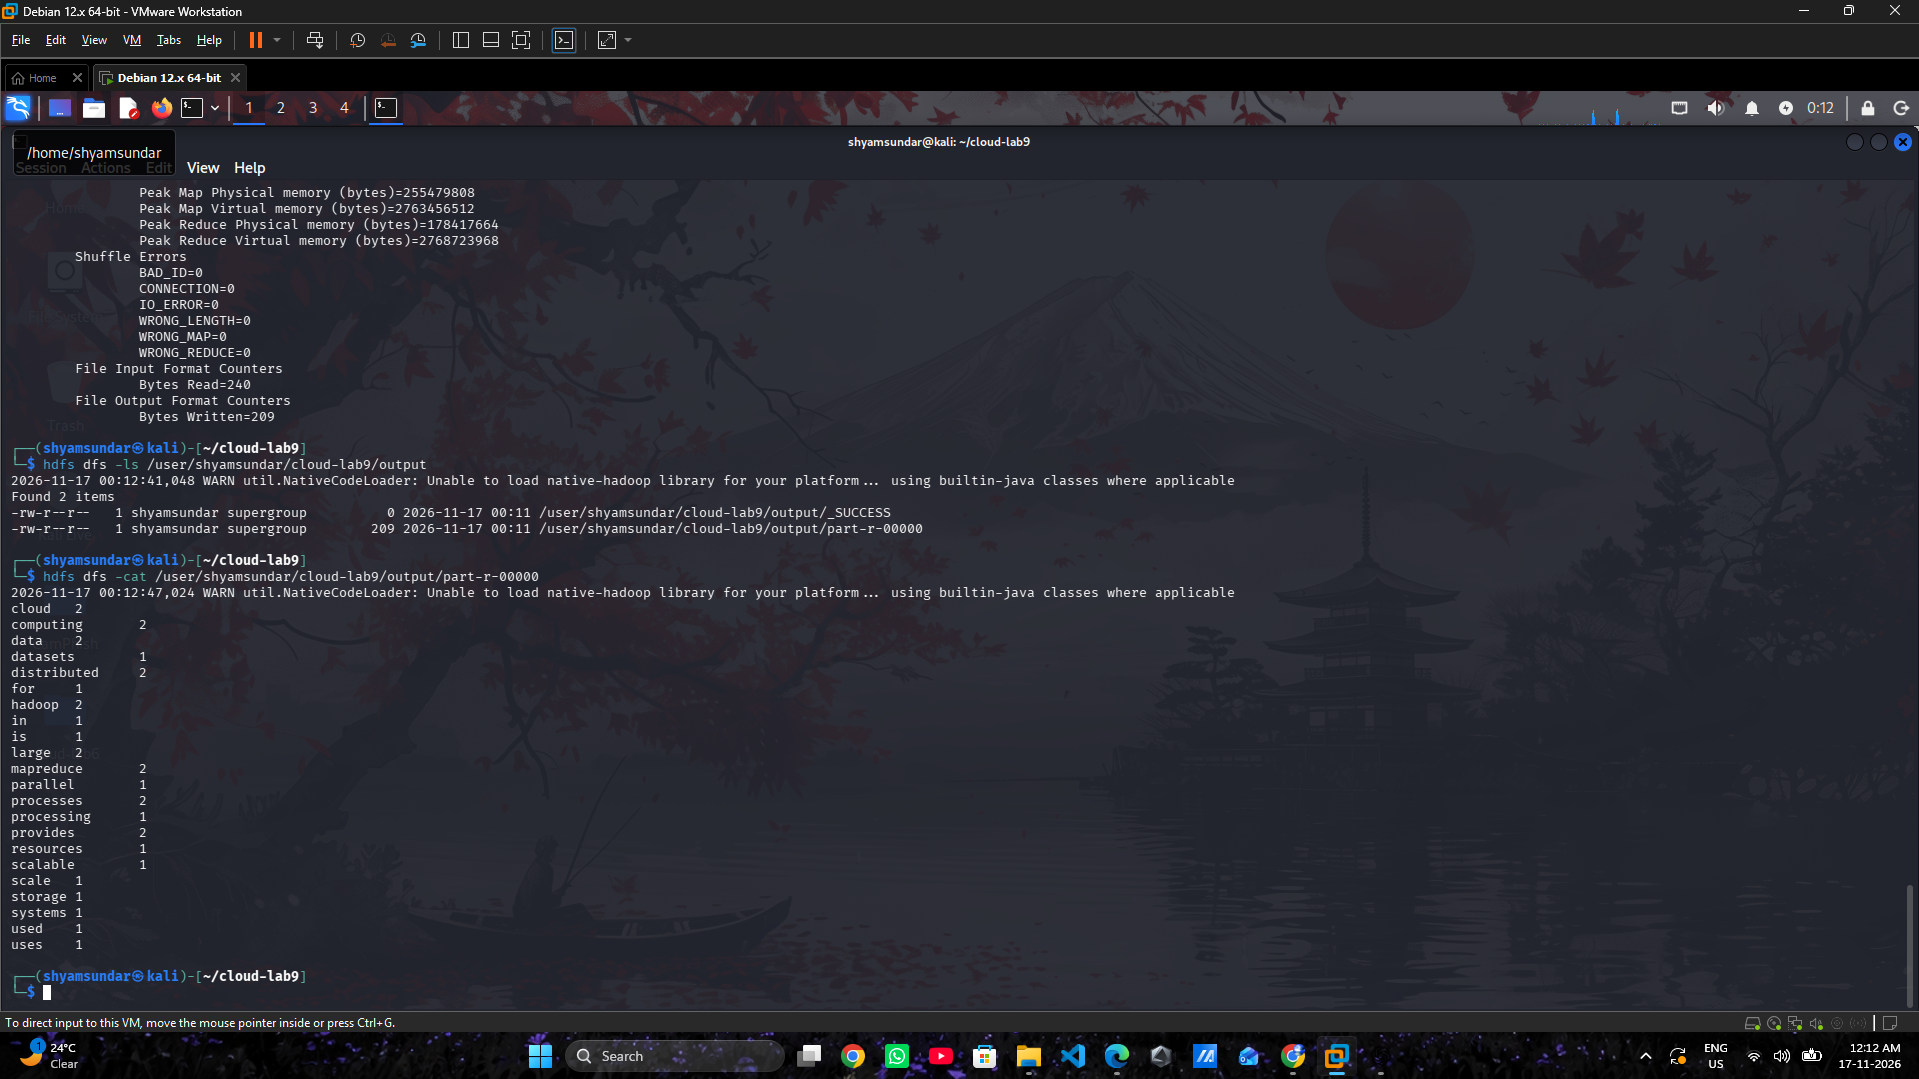 Debian 12.x 64-bit - VMware Workstation
File Edit View VM Tabs Help
Home
Debian 12.x 64-bit
1 2 3 4
0:12
shyamsundar@kali: ~/cloud-lab9
/home/shyamsundar
Session Actions Edit View Help
Peak Map Physical memory (bytes)=255479808
Peak Map Virtual memory (bytes)=2763456512
Peak Reduce Physical memory (bytes)=178417664
Peak Reduce Virtual memory (bytes)=2768723968
Shuffle Errors
BAD_ID=0
CONNECTION=0
IO_ERROR=0
WRONG_LENGTH=0
WRONG_MAP=0
WRONG_REDUCE=0
File Input Format Counters
Bytes Read=240
File Output Format Counters
Bytes Written=209
Home
Trash
┌──(shyamsundar㉿kali)-[~/cloud-lab9]
└─$ hdfs dfs -ls /user/shyamsundar/cloud-lab9/output
2026-11-17 00:12:41,048 WARN util.NativeCodeLoader: Unable to load native-hadoop library for your platform... using builtin-java classes where applicable
Found 2 items
-rw-r--r--   1 shyamsundar supergroup          0 2026-11-17 00:11 /user/shyamsundar/cloud-lab9/output/_SUCCESS
-rw-r--r--   1 shyamsundar supergroup        209 2026-11-17 00:11 /user/shyamsundar/cloud-lab9/output/part-r-00000
┌──(shyamsundar㉿kali)-[~/cloud-lab9]
└─$ hdfs dfs -cat /user/shyamsundar/cloud-lab9/output/part-r-00000
2026-11-17 00:12:47,024 WARN util.NativeCodeLoader: Unable to load native-hadoop library for your platform... using builtin-java classes where applicable
cloud 2
computing 2
data 2
datasets 1
distributed 2
for 1
hadoop 2
in 1
is 1
large 2
mapreduce 2
parallel 1
processes 2
processing 1
provides 2
resources 1
scalable 1
scale 1
storage 1
systems 1
used 1
uses 1
┌──(shyamsundar㉿kali)-[~/cloud-lab9]
└─$
To direct input to this VM, move the mouse pointer inside or press Ctrl+G.
1
24°C
Clear
Search
ENG
US
12:12 AM
17-11-2026